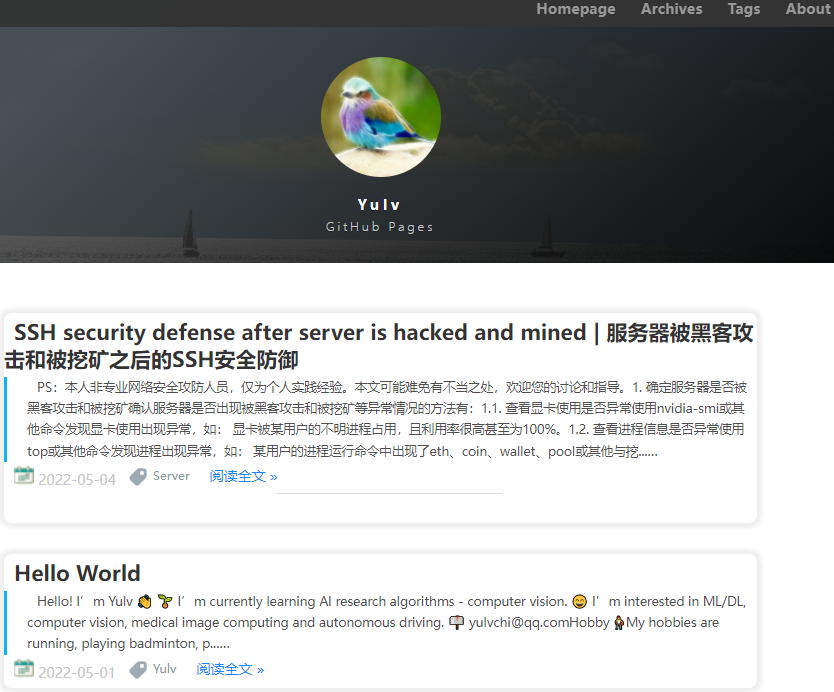 Homepage Archives Tags About
Yulv
GitHub Pages
SSH security defense after server is hacked and mined | 服务器被黑客攻
击和被挖矿之后的SSH安全防御
PS：本人非专业网络安全攻防人员，仅为个人实践经验。本文可能难免有不当之处，欢迎您的讨论和指导。1. 确定服务器是否被
黑客攻击和被挖矿确认服务器是否出现被黑客攻击和被挖矿等异常情况的方法有：1.1. 查看显卡使用是否异常使用nvidia-smi或其
他命令发现显卡使用出现异常，如： 显卡被某用户的不明进程占用，且利用率很高甚至为100%。1.2. 查看进程信息是否异常使用
top或其他命令发现进程出现异常，如： 某用户的进程运行命令中出现了eth、coin、wallet、pool或其他与挖......
2022-05-04 Server 阅读全文 »
Hello World
Hello! I’m Yulv 👏 🌱 I’m currently learning AI research algorithms - computer vision. 😄 I’m interested in ML/DL,
computer vision, medical image computing and autonomous driving. 📫 yulvchi@qq.comHobby My hobbies are
running, playing badminton, p......
2022-05-01 Yulv 阅读全文 »